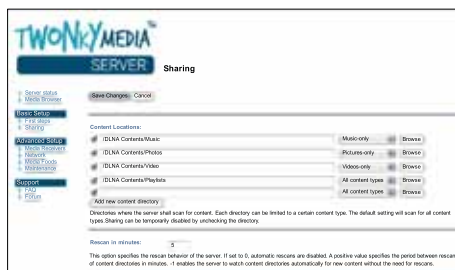 TWONKYMEDIA™
SERVER
Sharing
Server status
Media Browser
Save Changes Cancel
Basic Setup
First steps
Sharing
Advanced Setup
Media Receivers
Network
Media Feeds
Maintenance
Support
FAQ
Forum
Content Locations:
/DLNA Contents/Music Music-only Browse
/DLNA Contents/Photos Pictures-only Browse
/DLNA Contents/Video Videos-only Browse
/DLNA Contents/Playlists All content types Browse
All content types Browse
Add new content directory
Directories where the server shall scan for content. Each directory can be limited to a certain content type. The default setting will scan for all content
types.Sharing can be temporarily disabled by unchecking the directory.
Rescan in minutes: 5
This option specifies the rescan behavior of the server. If set to 0, automatic rescans are disabled. A positive value specifies the period between rescans
of content directories in minutes. -1 enables the server to watch content directories automatically for new content without the need for rescans.